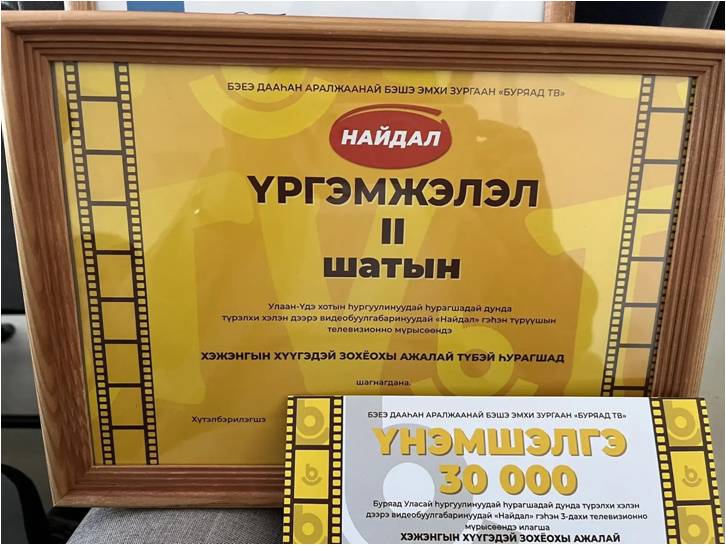 БЭЕЭ ДААҺАН АРАЛЖААНАЙ БЭШЭ ЭМХИ ЗУРГААН «БУРЯАД ТВ»
НАЙДАЛ
ҮРГЭМЖЭЛЭЛ
II
шатын
Улаан-Үдэ хотын һургуулинуудай һурагшадай дунда
түрэлхи хэлэн дээрэ видеобуулгабаринуудай «Найдал» гэһэн түрүүшын
телевизионно мүрысөөндэ
ХЭЖЭНГЫН ХҮҮГЭДЭЙ ЗОХЁОХЫ АЖАЛАЙ ТҮБЭЙ ҺУРАГШАД
шагнагдана.
Хүтэлбэрилэгшэ
БЭЕЭ ДААҺАН АРАЛЖААНАЙ БЭШЭ ЭМХИ ЗУРГААН «БУРЯАД ТВ»
ҮНЭМШЭЛГЭ
30 000
Буряад Уласай һургуулинуудай һурагшадай дунда түрэлхи хэлэн
дээрэ видеобуулгабаринуудай «Найдал» гэһэн 3-дахи телевизионно
мүрысөөндэ илагша
ХЭЖЭНГЫН ХҮҮГЭДЭЙ ЗОХЁОХЫ АЖАЛАЙ